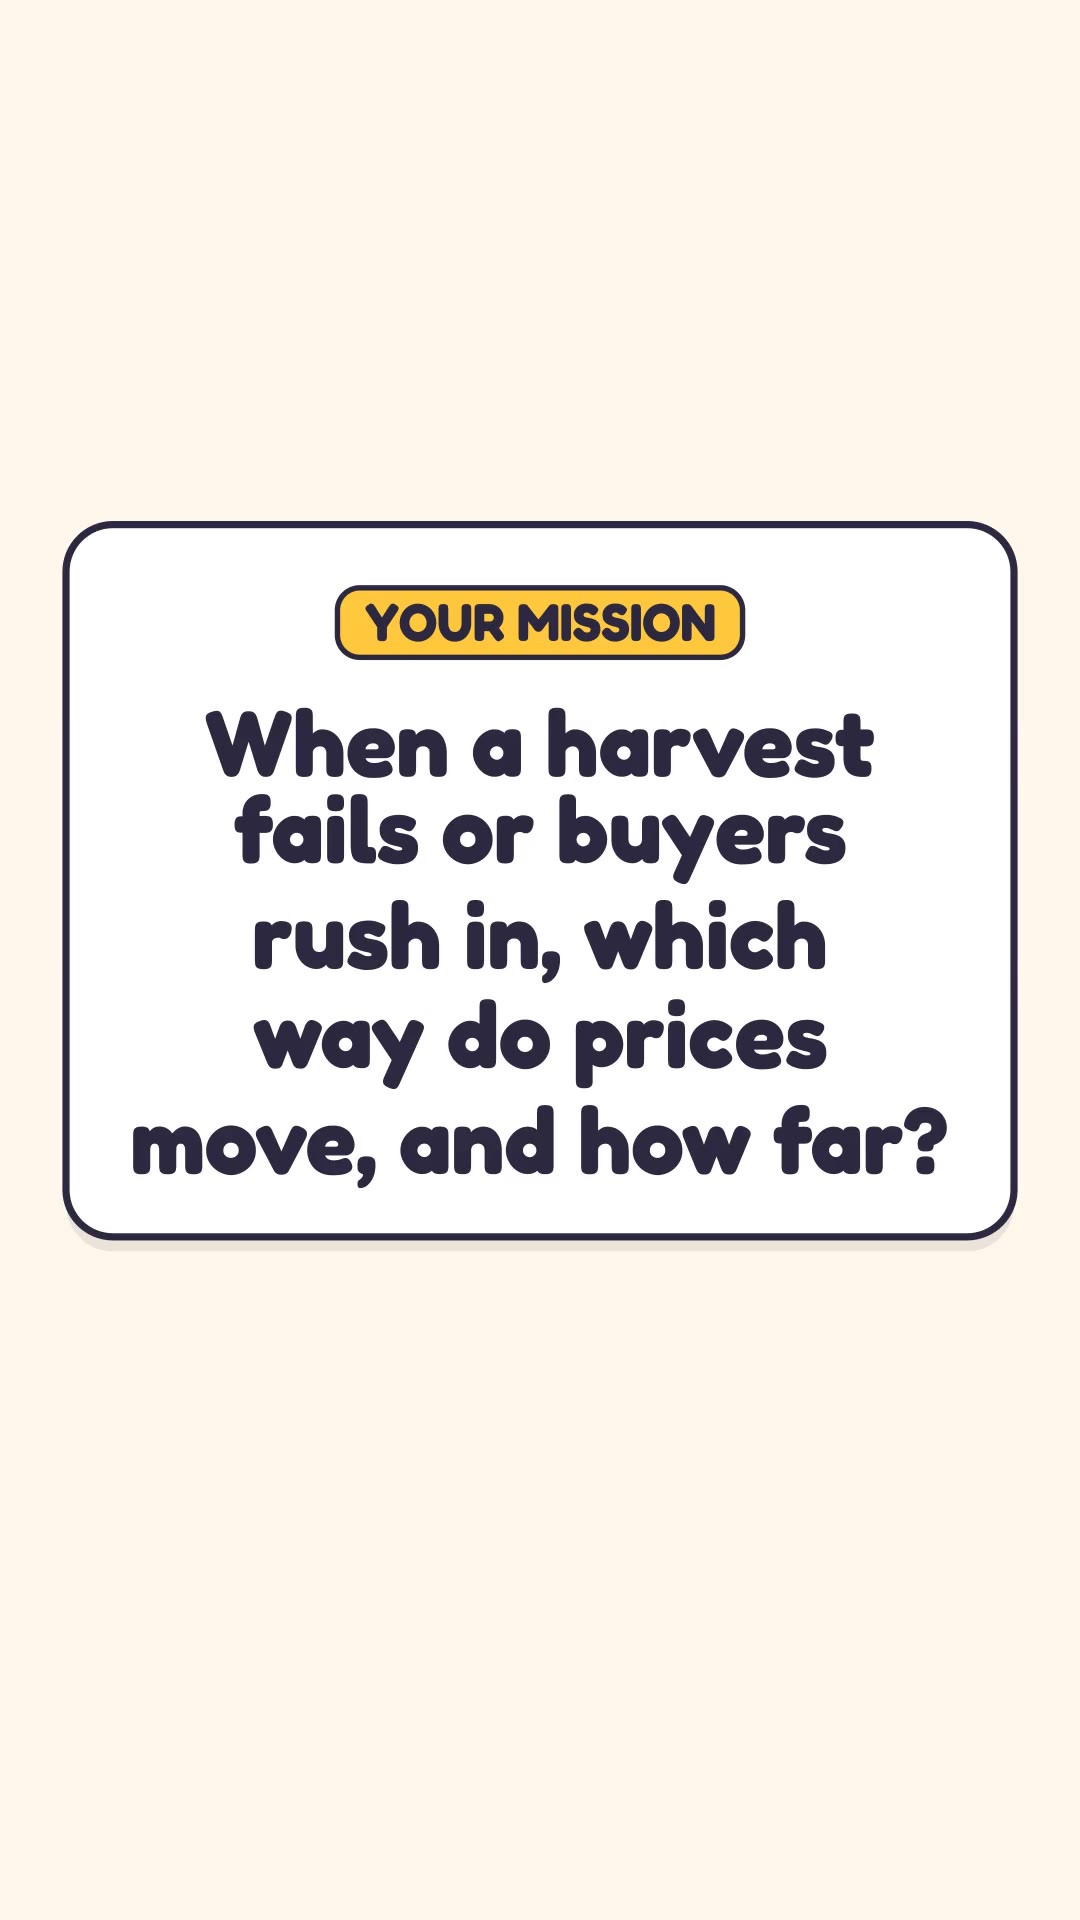 YOUR MISSION
When a harvest
fails or buyers
rush in, which
way do prices
move, and how far?